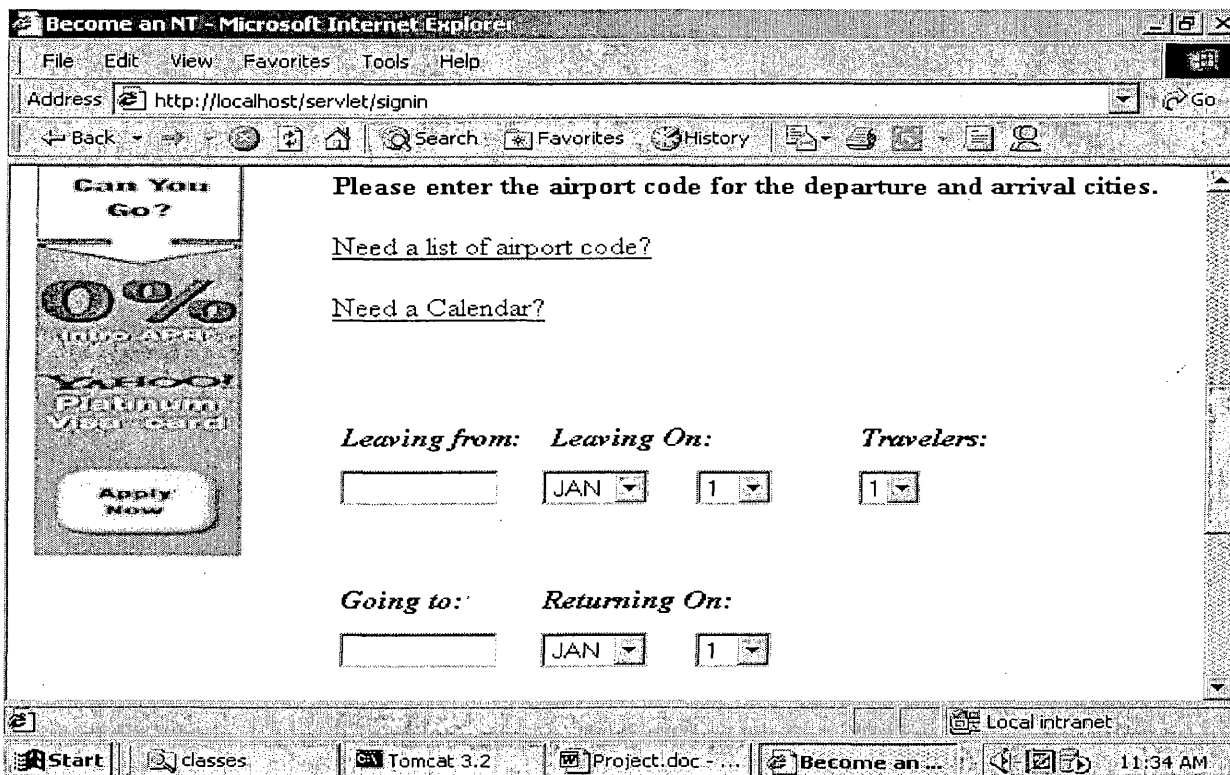 Become an NT - Microsoft Internet Explorer
File Edit View Favorites Tools Help
Address http://localhost/servlet/signin Go
Back Search Favorites History
Can You
Go?
0%
Intro APR*
YAHOO!
Platinum
Visa card
Apply
Now
Please enter the airport code for the departure and arrival cities.
Need a list of airport code?
Need a Calendar?
Leaving from: Leaving On: Travelers:
JAN 1 1
Going to: Returning On:
JAN 1
Local intranet
Start classes Tomcat 3.2 Project.doc - ... Become an ... 11:34 AM